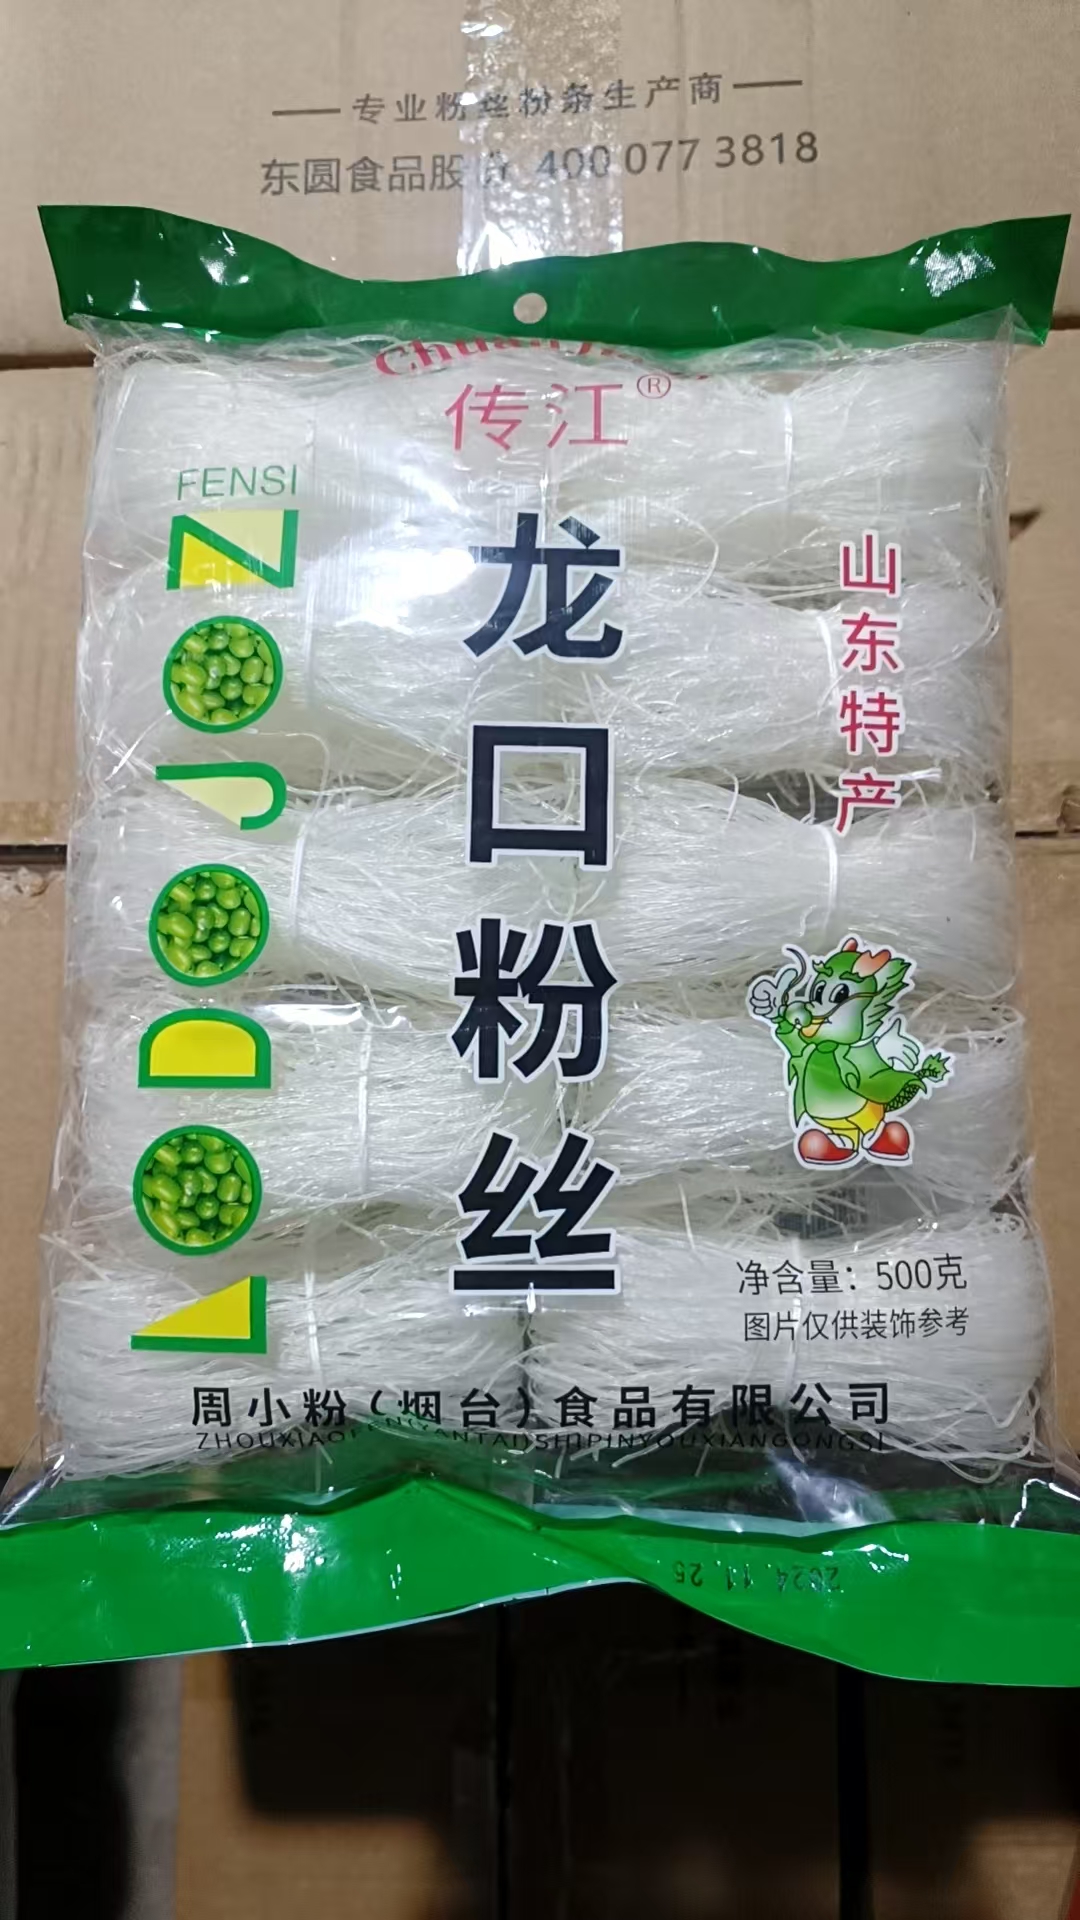 专业粉丝粉条生产商
东圆食品股份 400 077 3818
传江®
FENSI
龙口粉丝
山东特产
净含量：500克
图片仅供装饰参考
周小粉（烟台）食品有限公司
ZHOUXIAOFEN(YANTAI)SHIPINYOUXIANGONGSI
2024.11.25